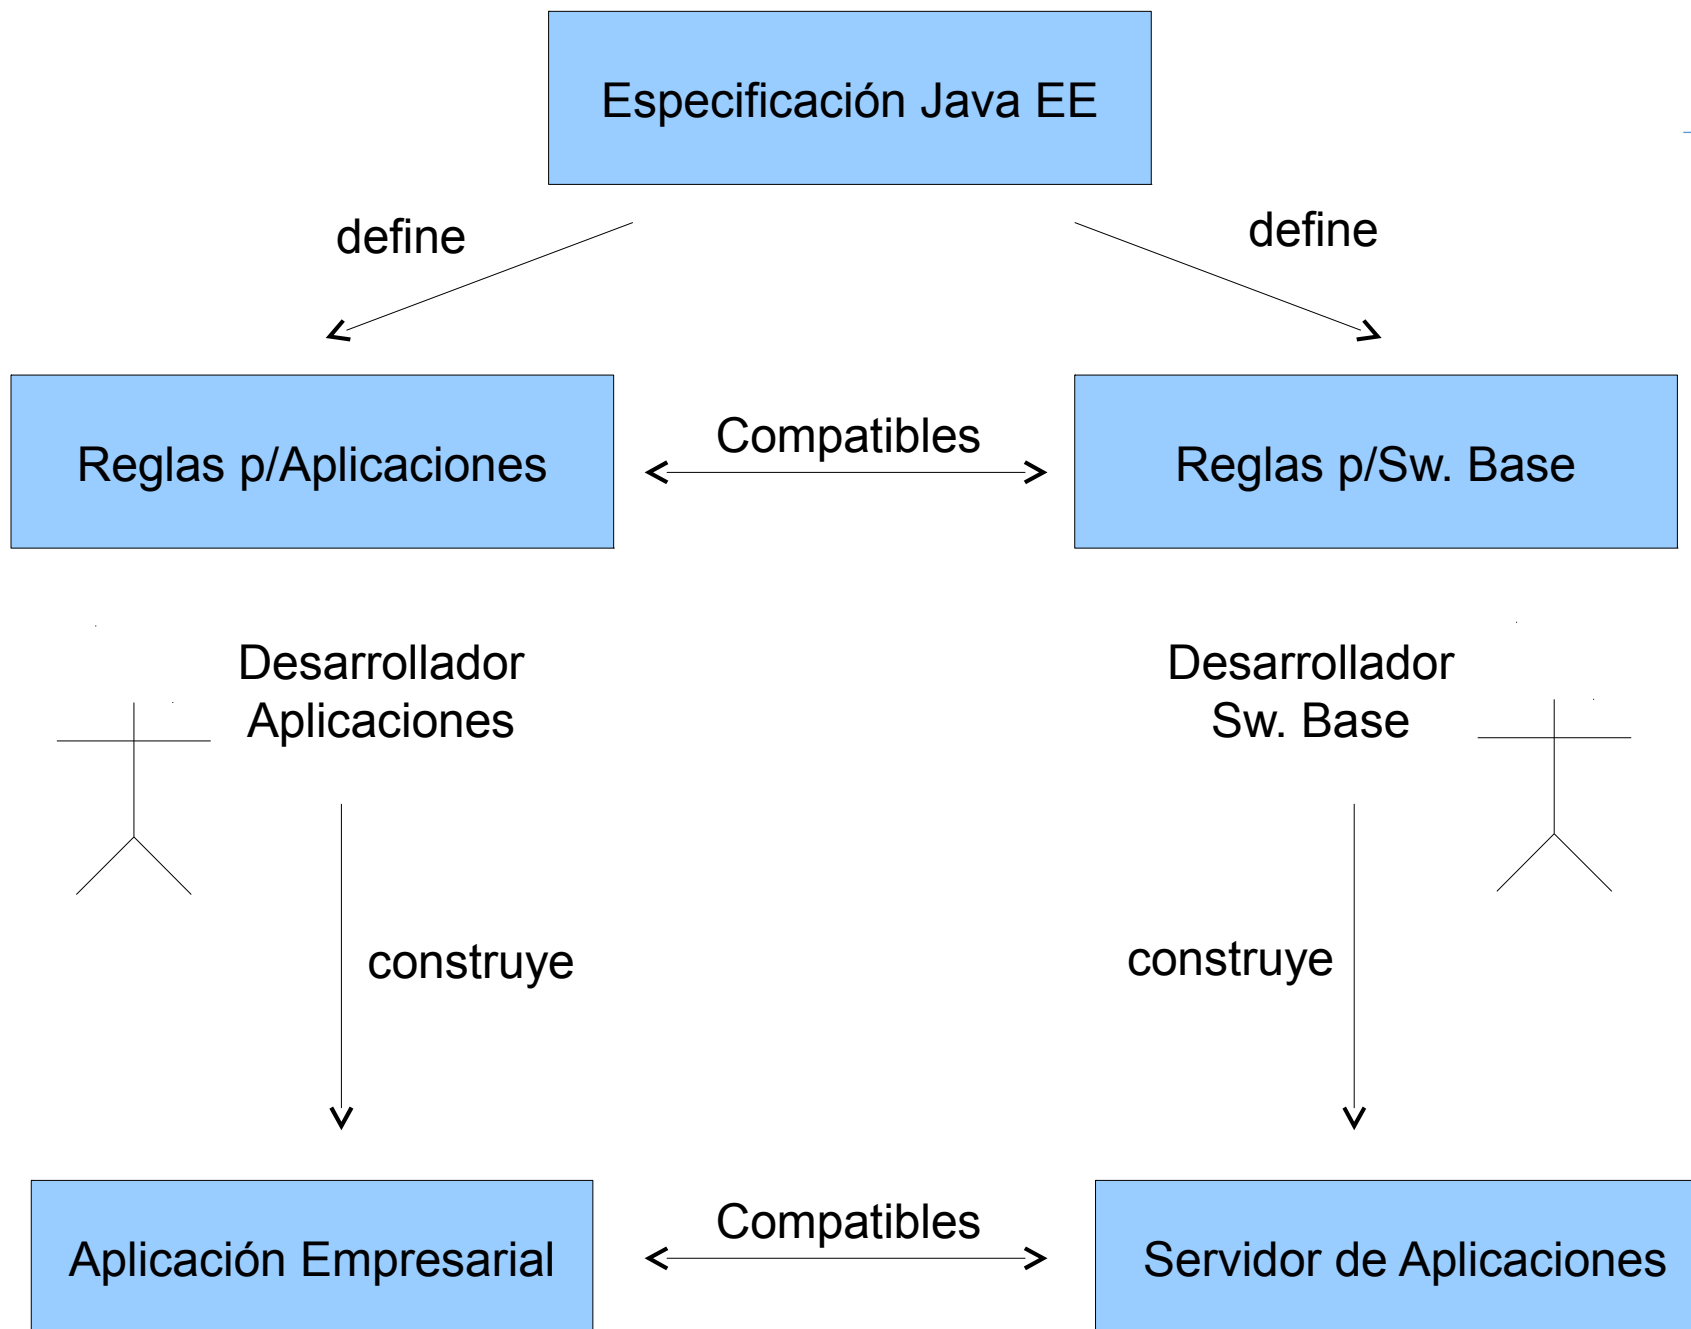 Especificación Java EE
define
define
Reglas p/Aplicaciones
Compatibles
Reglas p/Sw. Base
Desarrollador
Aplicaciones
Desarrollador
Sw. Base
construye
construye
Aplicación Empresarial
Compatibles
Servidor de Aplicaciones